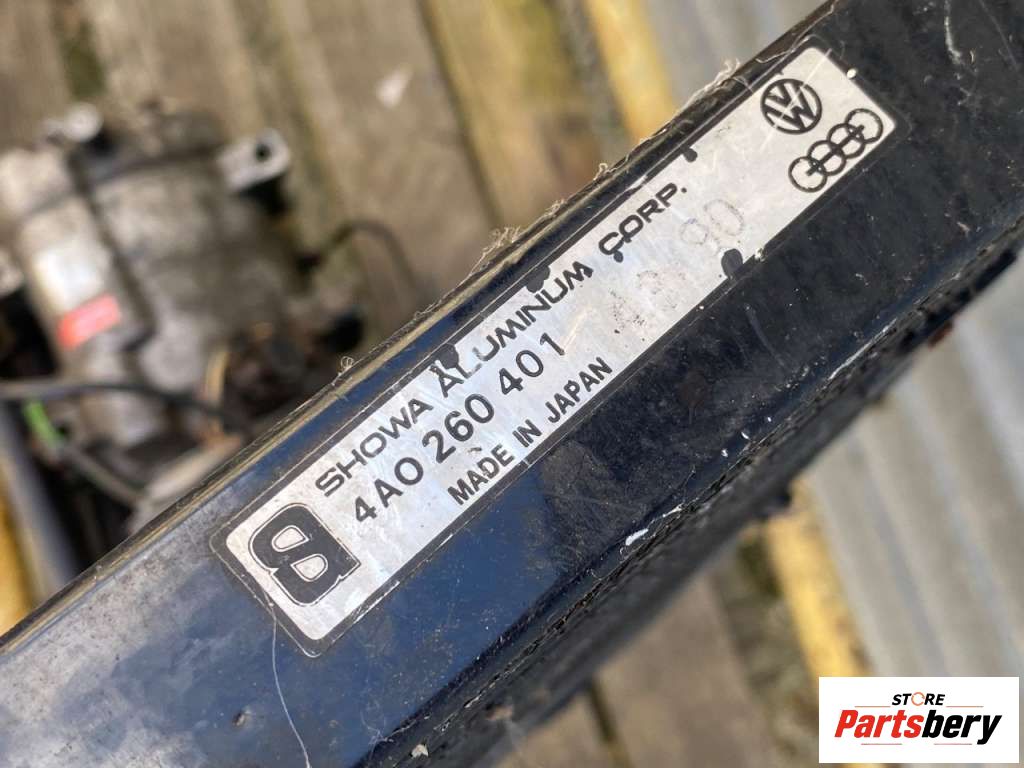 SHOWA ALUMINUM CORP.
4A0 260 401
MADE IN JAPAN
STORE
Partsbery